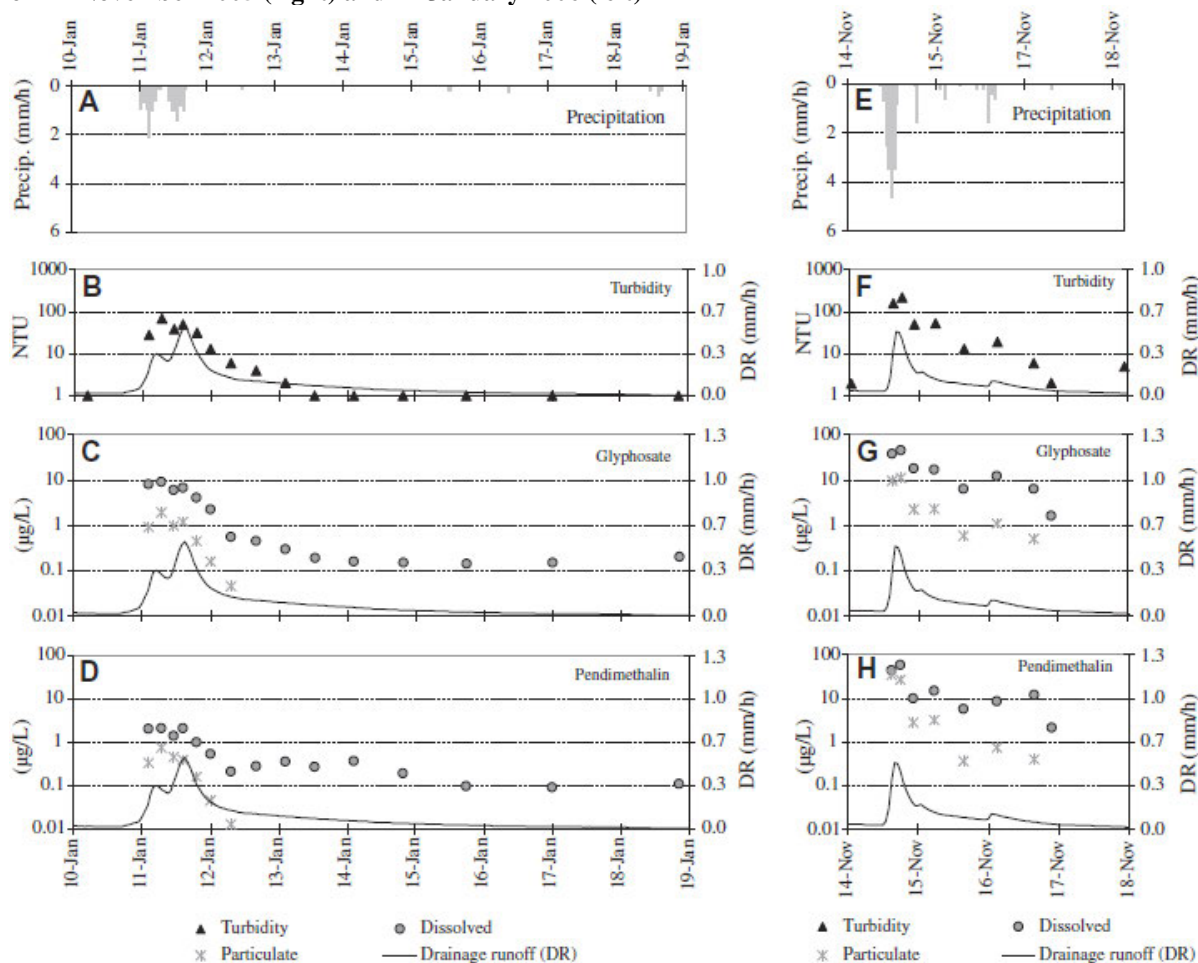 (right) and
(left)
10-Jan 11-Jan 12-Jan 13-Jan 14-Jan 15-Jan 16-Jan 17-Jan 18-Jan 19-Jan
A
Precipitation
Precip. (mm/h)
0
2
4
6
B
Turbidity
NTU
1000
100
10
1
DR (mm/h)
1.0
0.7
0.3
0.0
C
Glyphosate
(µg/L)
100
10
1
0.1
0.01
DR (mm/h)
1.3
1.0
0.7
0.3
0.0
D
Pendimethalin
(µg/L)
100
10
1
0.1
0.01
DR (mm/h)
1.3
1.0
0.7
0.3
0.0
10-Jan 11-Jan 12-Jan 13-Jan 14-Jan 15-Jan 16-Jan 17-Jan 18-Jan 19-Jan
▲ Turbidity
Dissolved
Particulate
Drainage runoff (DR)
14-Nov 15-Nov 17-Nov 18-Nov
E
Precipitation
Precip. (mm/h)
0
2
4
6
F
Turbidity
NTU
1000
100
10
1
DR (mm/h)
1.0
0.7
0.3
0.0
G
Glyphosate
(µg/L)
100
10
1
0.1
0.01
DR (mm/h)
1.3
1.0
0.7
0.3
0.0
H
Pendimethalin
(µg/L)
100
10
1
0.1
0.01
DR (mm/h)
1.3
1.0
0.7
0.3
0.0
14-Nov 15-Nov 16-Nov 17-Nov 18-Nov
▲ Turbidity
Dissolved
Particulate
Drainage runoff (DR)